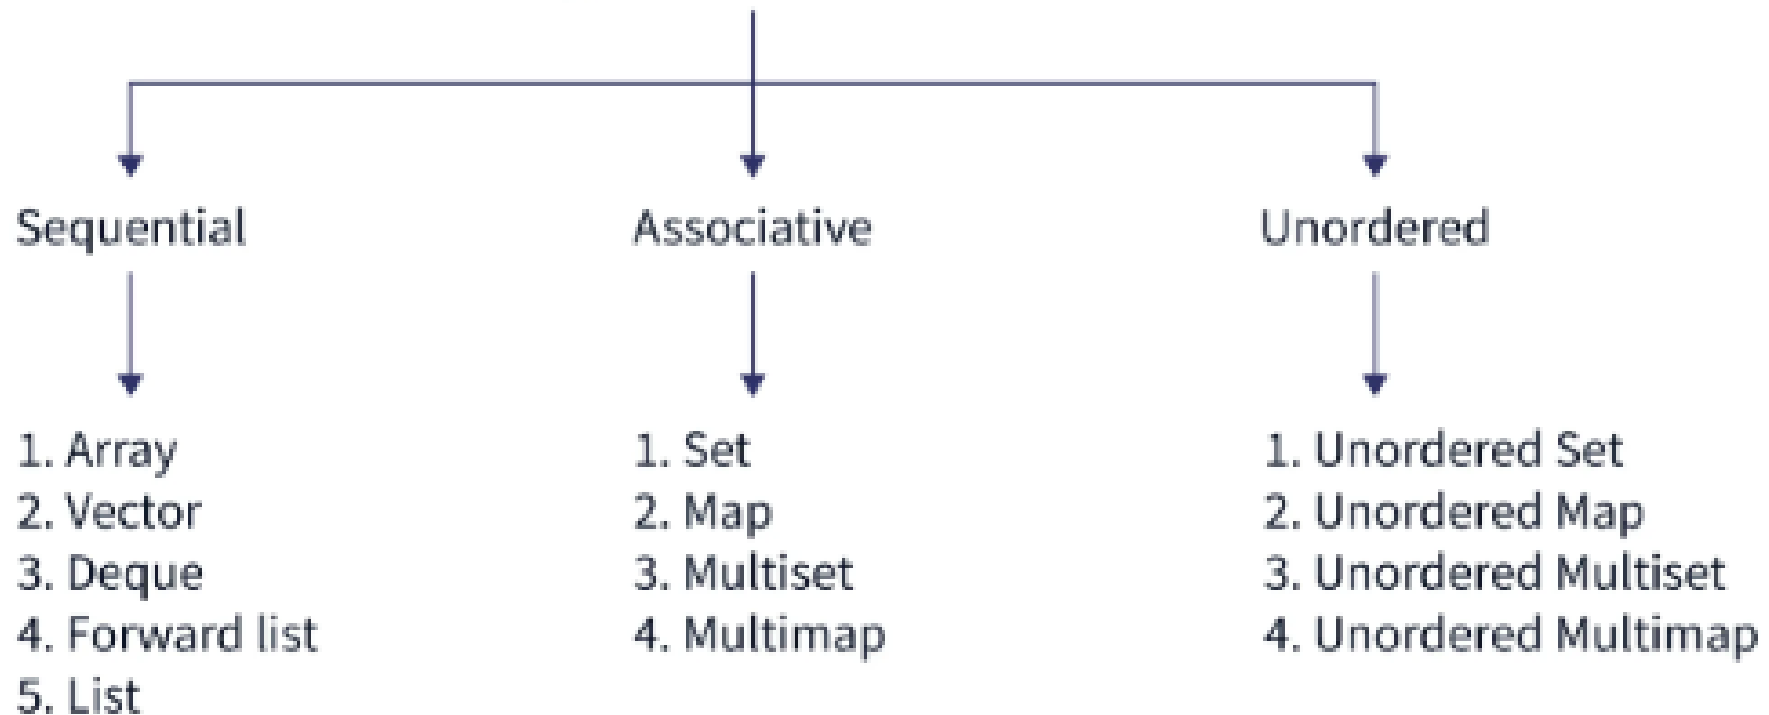 Sequential
Associative
Unordered
1. Array
2. Vector
3. Deque
4. Forward list
5. List
1. Set
2. Map
3. Multiset
4. Multimap
1. Unordered Set
2. Unordered Map
3. Unordered Multiset
4. Unordered Multimap